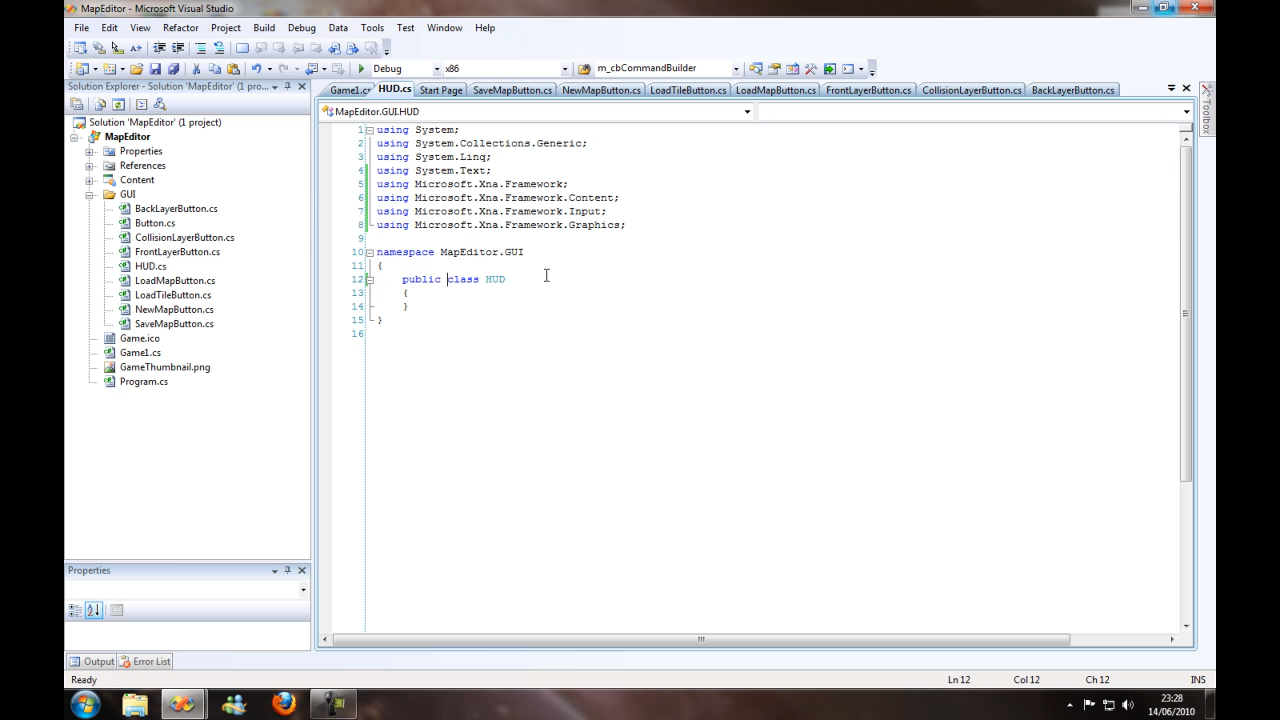 MapEditor - Microsoft Visual Studio
File Edit View Refactor Project Build Debug Data Tools Test Window Help
Debug x86 m_cbCommandBuilder
Solution Explorer - Solution 'MapEditor' (1 pro...
Game1.cs HUD.cs Start Page SaveMapButton.cs NewMapButton.cs LoadTileButton.cs LoadMapButton.cs FrontLayerButton.cs CollisionLayerButton.cs BackLayerButton.cs
Toolbox
MapEditor.GUI.HUD
Solution 'MapEditor' (1 project)
MapEditor
Properties
References
Content
GUI
BackLayerButton.cs
Button.cs
CollisionLayerButton.cs
FrontLayerButton.cs
HUD.cs
LoadMapButton.cs
LoadTileButton.cs
NewMapButton.cs
SaveMapButton.cs
Game.ico
Game1.cs
GameThumbnail.png
Program.cs
1 using System;
2 using System.Collections.Generic;
3 using System.Linq;
4 using System.Text;
5 using Microsoft.Xna.Framework;
6 using Microsoft.Xna.Framework.Content;
7 using Microsoft.Xna.Framework.Input;
8 using Microsoft.Xna.Framework.Graphics;
9
10 namespace MapEditor.GUI
11 {
12 public class HUD
13 {
14 }
15 }
16
Properties
Output Error List
Ready Ln 12 Col 12 Ch 12 INS
23:28
14/06/2010